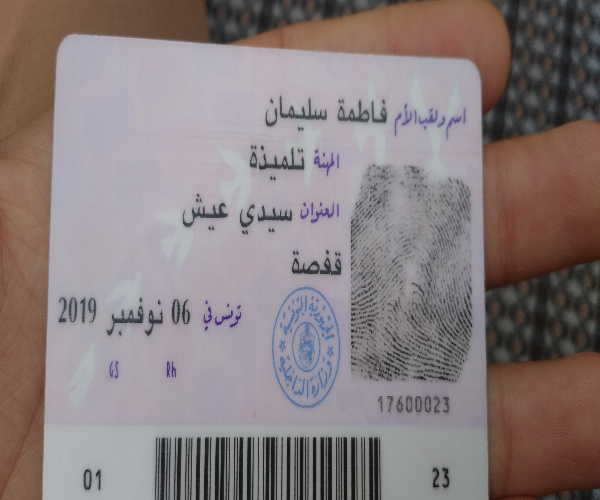 اسم ولقب الأم فاطمة سليمان
المهنة تلميذة
العنوان سيدي عيش
قفصة
تونس في 06 نوفمبر 2019
GS Rh
الجمهورية التونسية
وزارة الداخلية
17600023
01 23